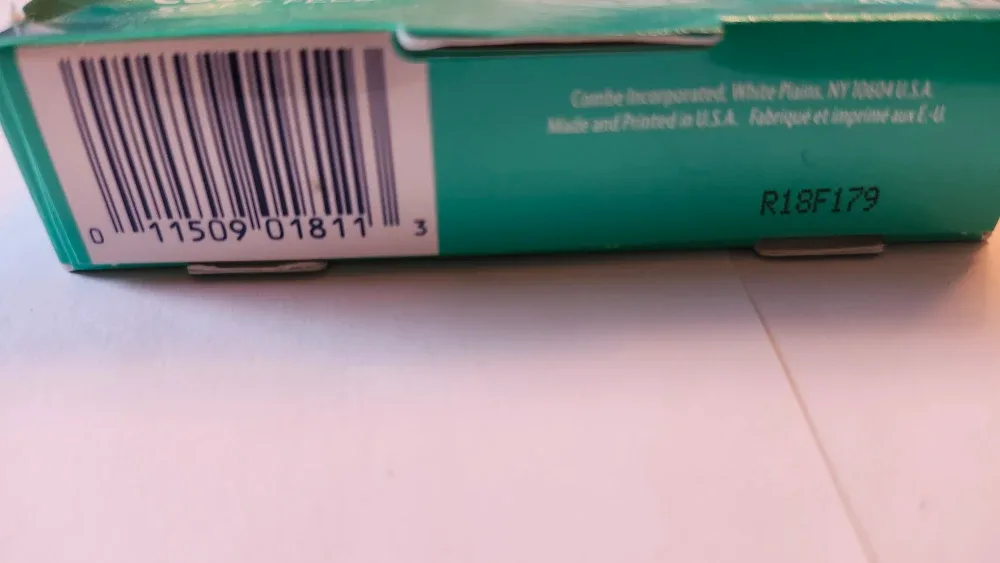 Combe Incorporated, White Plains, NY 10604 U.S.A.
Made and Printed in U.S.A. Fabriqué et imprimé aux É.-U.
R18F179
0 11509 01811 3